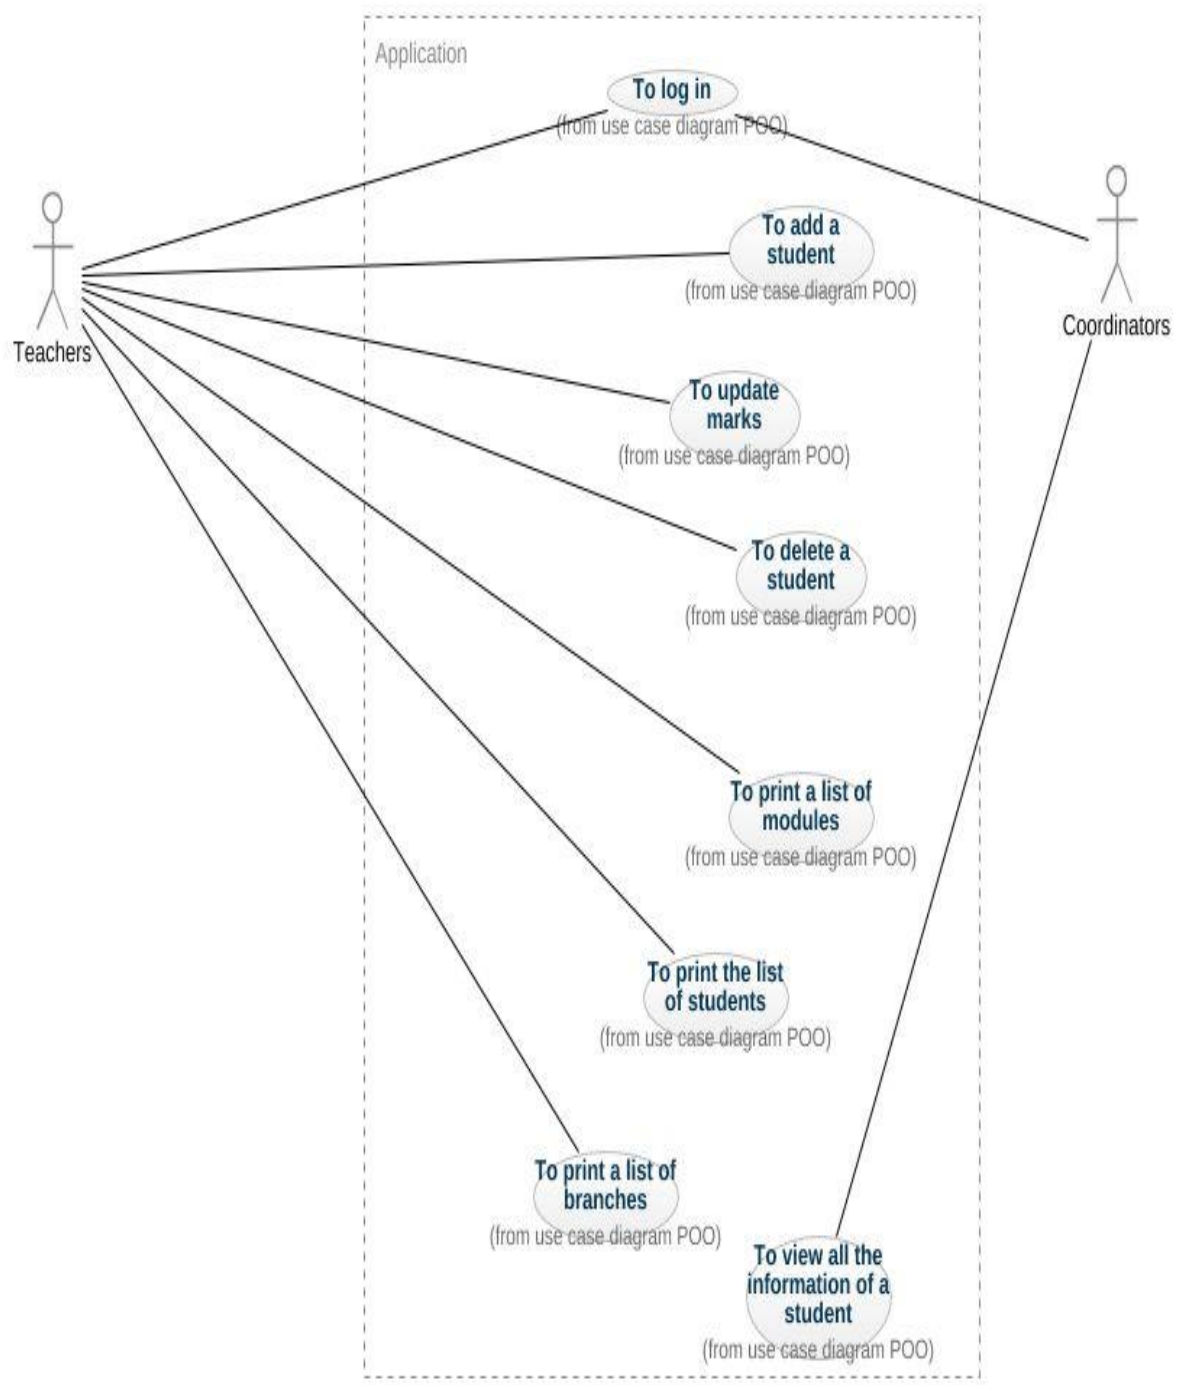 Application
To log in
(from use case diagram POO)
To add a
student
(from use case diagram POO)
Teachers
Coordinators
To update
marks
(from use case diagram POO)
To delete a
student
(from use case diagram POO)
To print a list of
modules
(from use case diagram POO)
To print the list
of students
(from use case diagram POO)
To print a list of
branches
(from use case diagram POO)
To view all the
information of a
student
(from use case diagram POO)